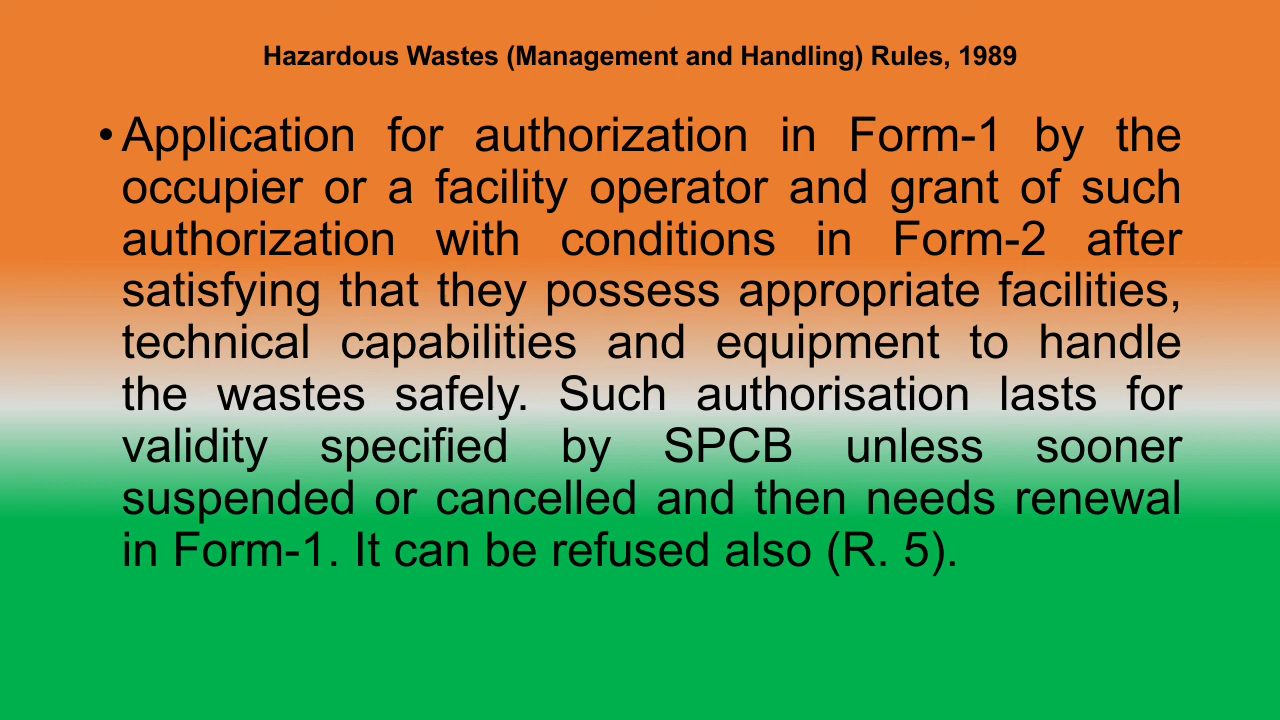 Hazardous Wastes (Management and Handling) Rules, 1989
• Application for authorization in Form-1 by the
occupier or a facility operator and grant of such
authorization with conditions in Form-2 after
satisfying that they possess appropriate facilities,
technical capabilities and equipment to handle
the wastes safely. Such authorisation lasts for
validity specified by SPCB unless sooner
suspended or cancelled and then needs renewal
in Form-1. It can be refused also (R. 5).